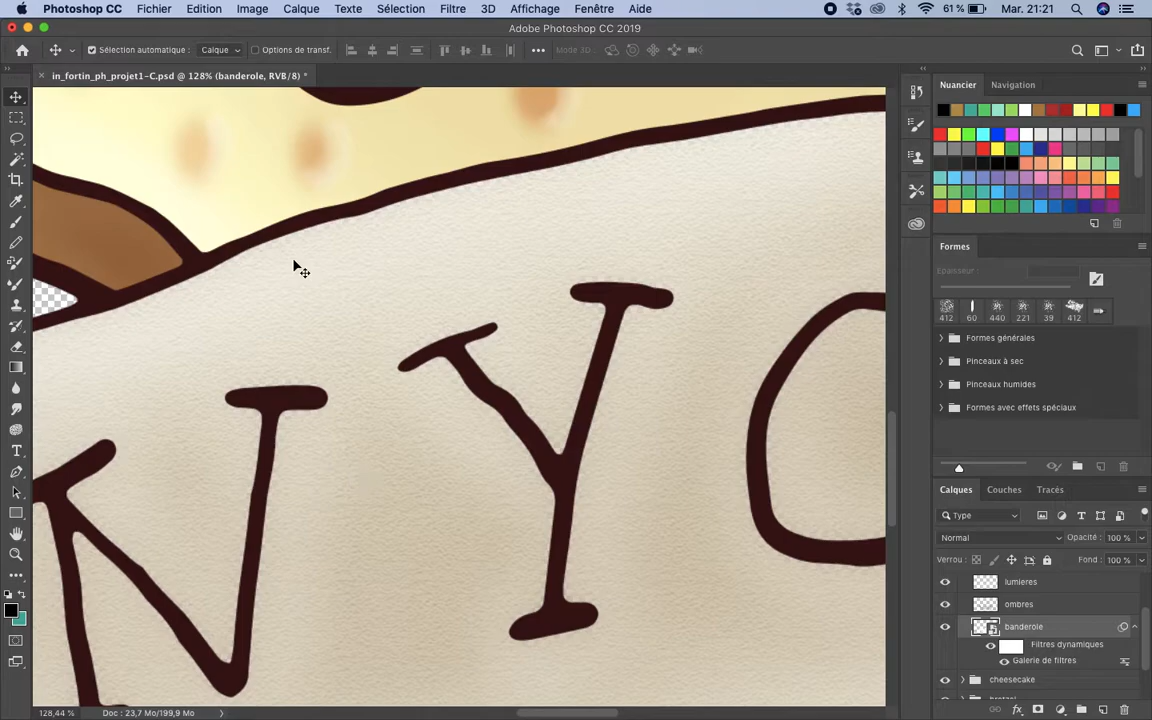 Photoshop CC Fichier Edition Image Calque Texte Sélection Filtre 3D Affichage Fenêtre Aide 61 % Mar. 21:21
Adobe Photoshop CC 2019
Sélection automatique : Calque Options de transf. Mode 3D :
in_fortin_ph_projet1-C.psd @ 128% (banderole, RVB/8) *
Nuancier Navigation
Formes
Epaisseur :
412 60 440 221 39 412
Formes générales
Pinceaux à sec
Pinceaux humides
Formes avec effets spéciaux
N Y
Calques Couches Tracés
Type
Normal Opacité : 100 %
Verrou : Fond : 100 %
lumieres
ombres
banderole
Filtres dynamiques
Galerie de filtres
cheesecake
128,44 % Doc : 23,7 Mo/199,9 Mo